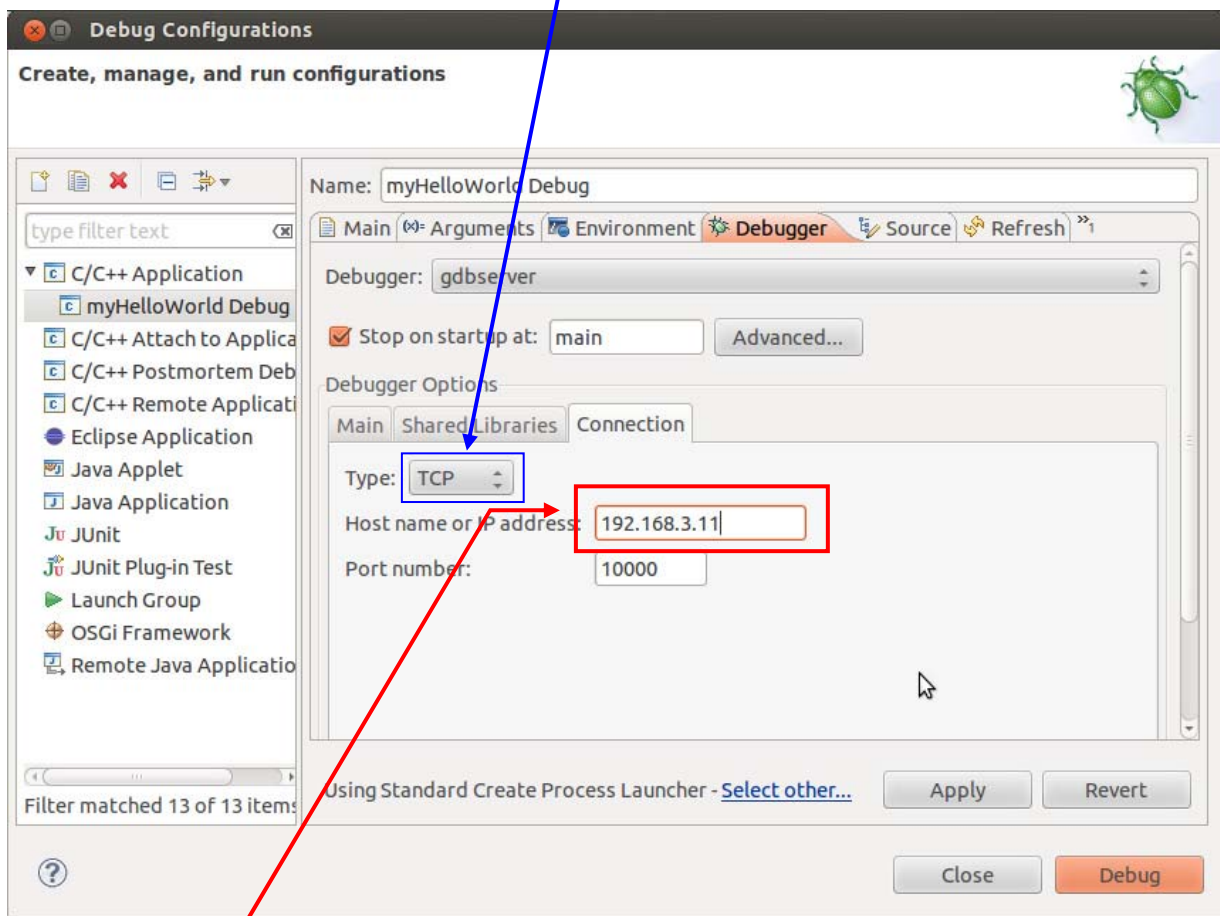 Debug Configurations
Create, manage, and run configurations
Name: myHelloWorld Debug
type filter text
Main (x)= Arguments Environment Debugger Source Refresh »1
C/C++ Application
myHelloWorld Debug
C/C++ Attach to Applica
C/C++ Postmortem Deb
C/C++ Remote Applicati
Eclipse Application
Java Applet
Java Application
Ju JUnit
JUnit Plug-in Test
Launch Group
OSGi Framework
Remote Java Applicatio
Filter matched 13 of 13 items
Debugger: gdbserver
Stop on startup at: main Advanced...
Debugger Options
Main Shared Libraries Connection
Type: TCP
Host name or IP address: 192.168.3.11
Port number: 10000
Using Standard Create Process Launcher - Select other... Apply Revert
? Close Debug